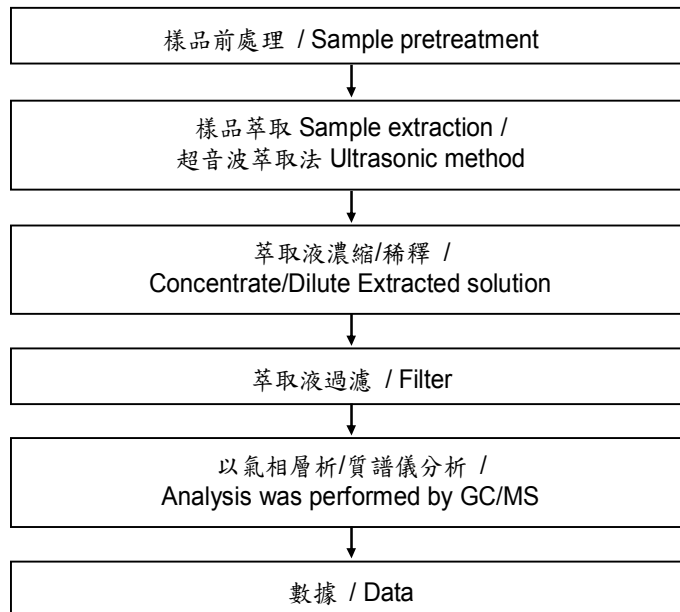 樣品前處理 / Sample pretreatment
樣品萃取 Sample extraction /
超音波萃取法 Ultrasonic method
萃取液濃縮/稀釋 /
Concentrate/Dilute Extracted solution
萃取液過濾 / Filter
以氣相層析/質譜儀分析 /
Analysis was performed by GC/MS
數據 / Data